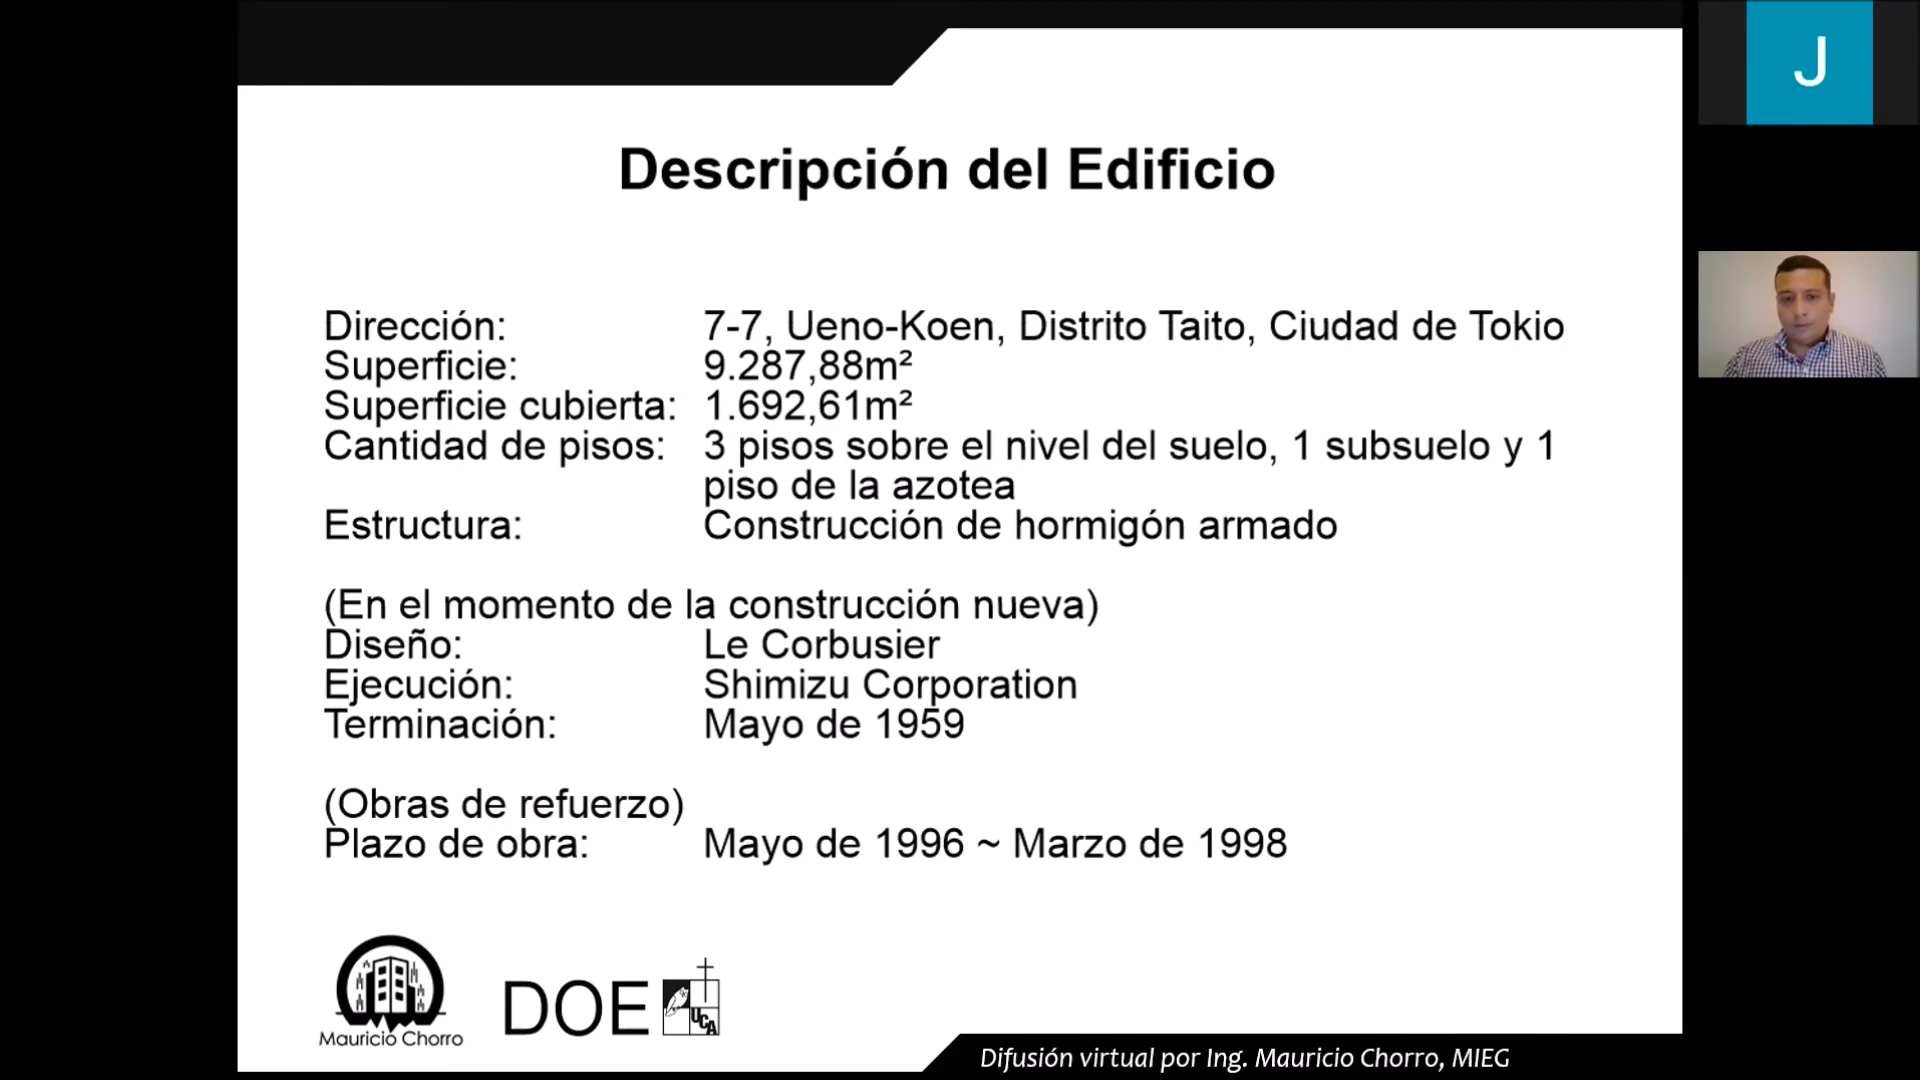 J
Descripción del Edificio
Dirección: 7-7, Ueno-Koen, Distrito Taito, Ciudad de Tokio
Superficie: 9.287,88m²
Superficie cubierta: 1.692,61m²
Cantidad de pisos: 3 pisos sobre el nivel del suelo, 1 subsuelo y 1
piso de la azotea
Estructura: Construcción de hormigón armado
(En el momento de la construcción nueva)
Diseño: Le Corbusier
Ejecución: Shimizu Corporation
Terminación: Mayo de 1959
(Obras de refuerzo)
Plazo de obra: Mayo de 1996 ~ Marzo de 1998
Mauricio Chorro
DOE
UCA
Difusión virtual por Ing. Mauricio Chorro, MIEG